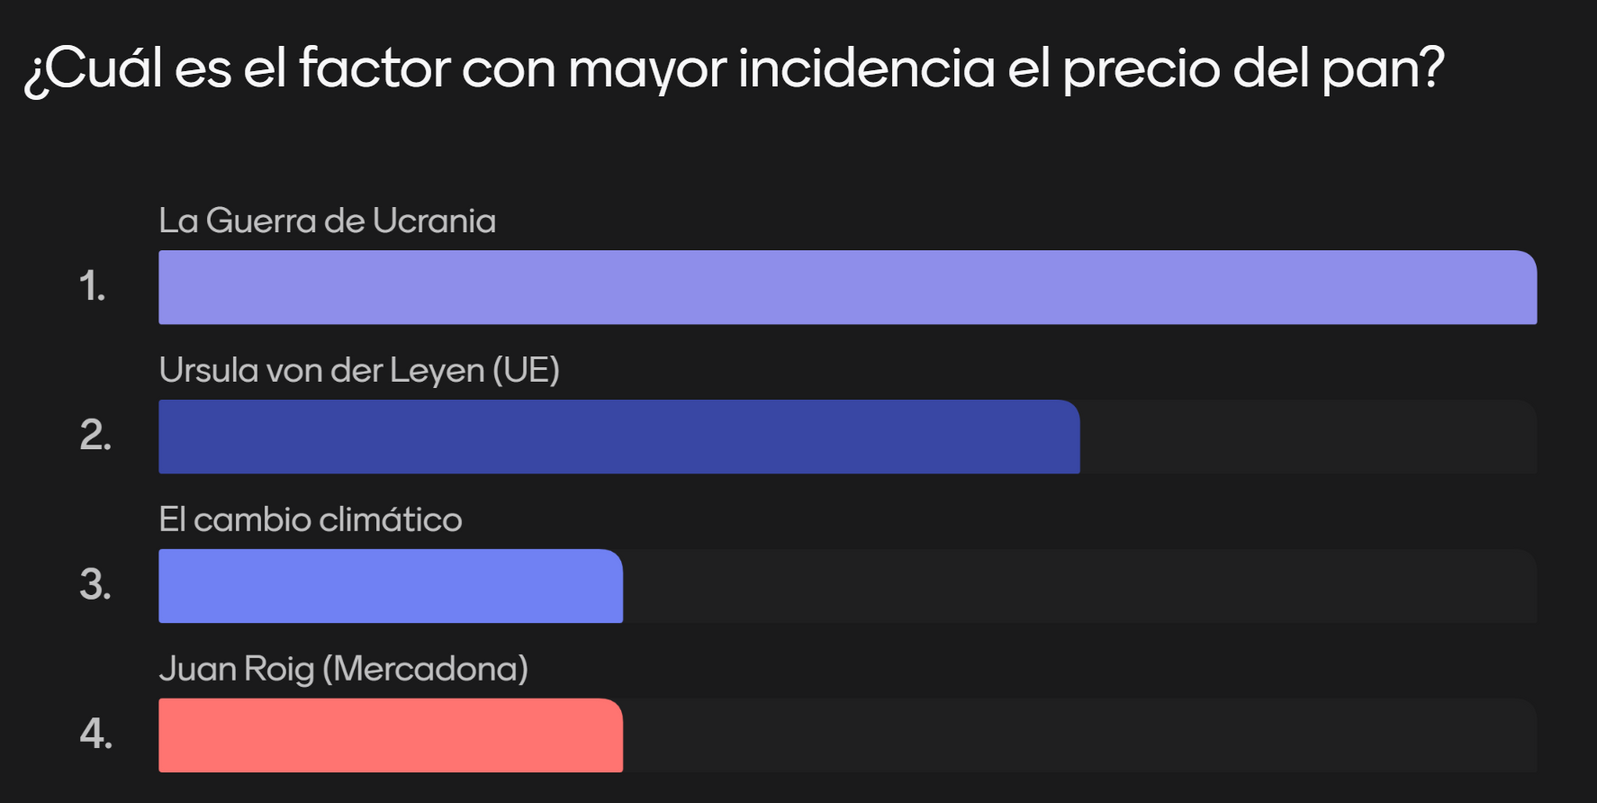 ¿Cuál es el factor con mayor incidencia el precio del pan?
La Guerra de Ucrania
1.
Ursula von der Leyen (UE)
2.
El cambio climático
3.
Juan Roig (Mercadona)
4.